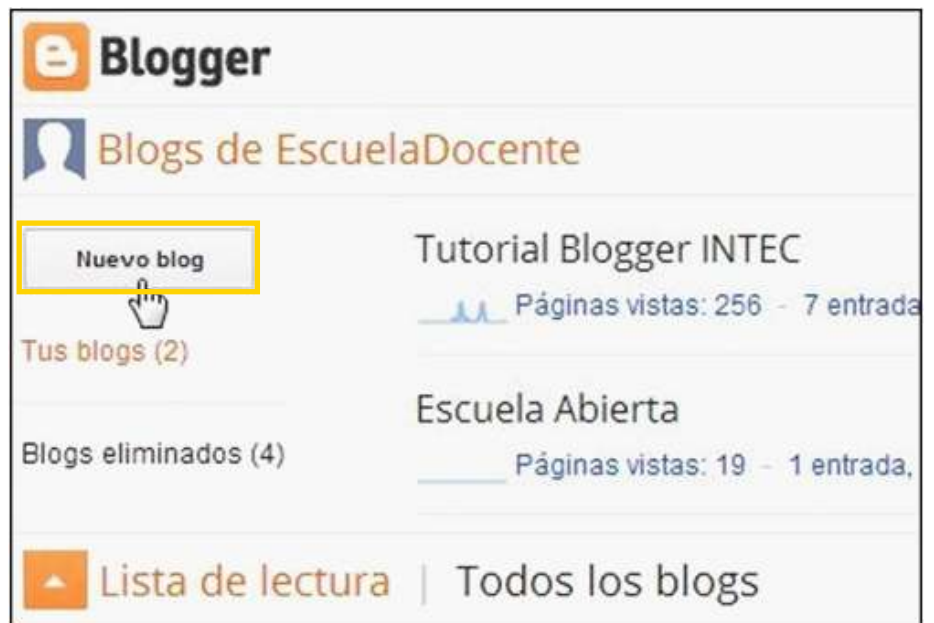 Blogger
Blogs de EscuelaDocente
Nuevo blog
Tus blogs (2)
Blogs eliminados (4)
Tutorial Blogger INTEC
Páginas vistas: 256 - 7 entrada
Escuela Abierta
Páginas vistas: 19 - 1 entrada,
Lista de lectura | Todos los blogs